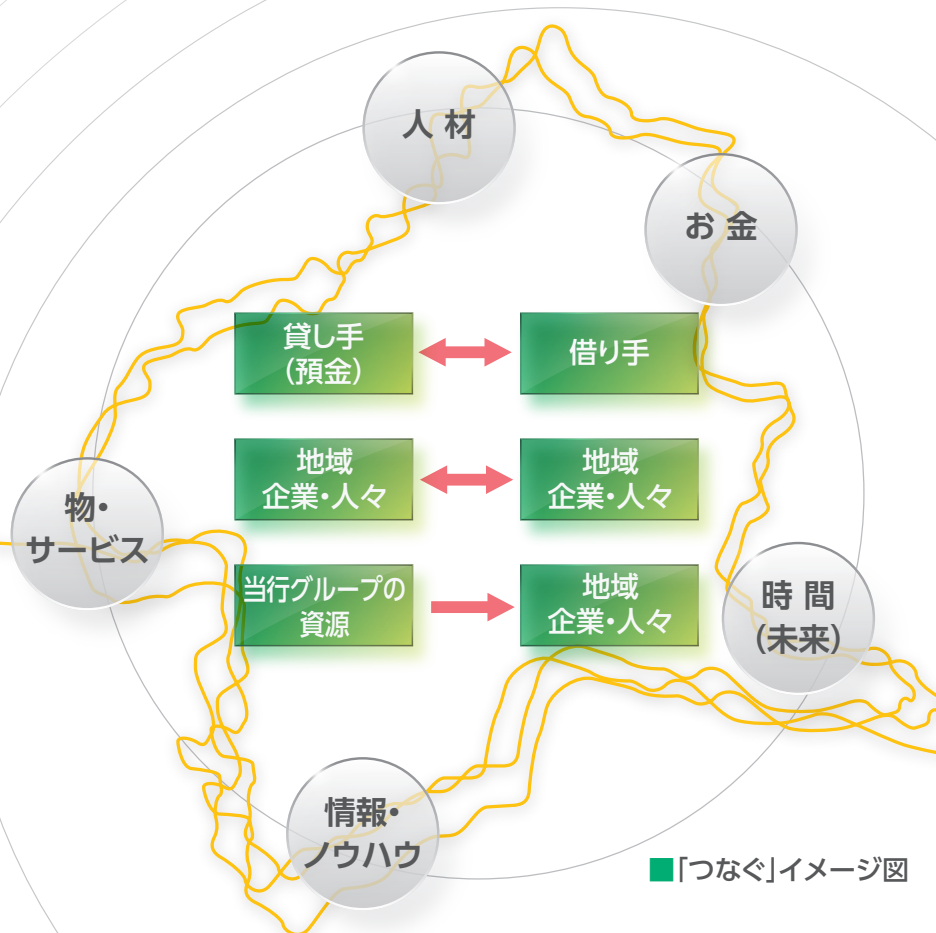 人材
お金
貸し手
（預金）
借り手
地域
企業・人々
地域
企業・人々
物・
サービス
当行グループの
資源
地域
企業・人々
時間
（未来）
情報・
ノウハウ
■「つなぐ」イメージ図